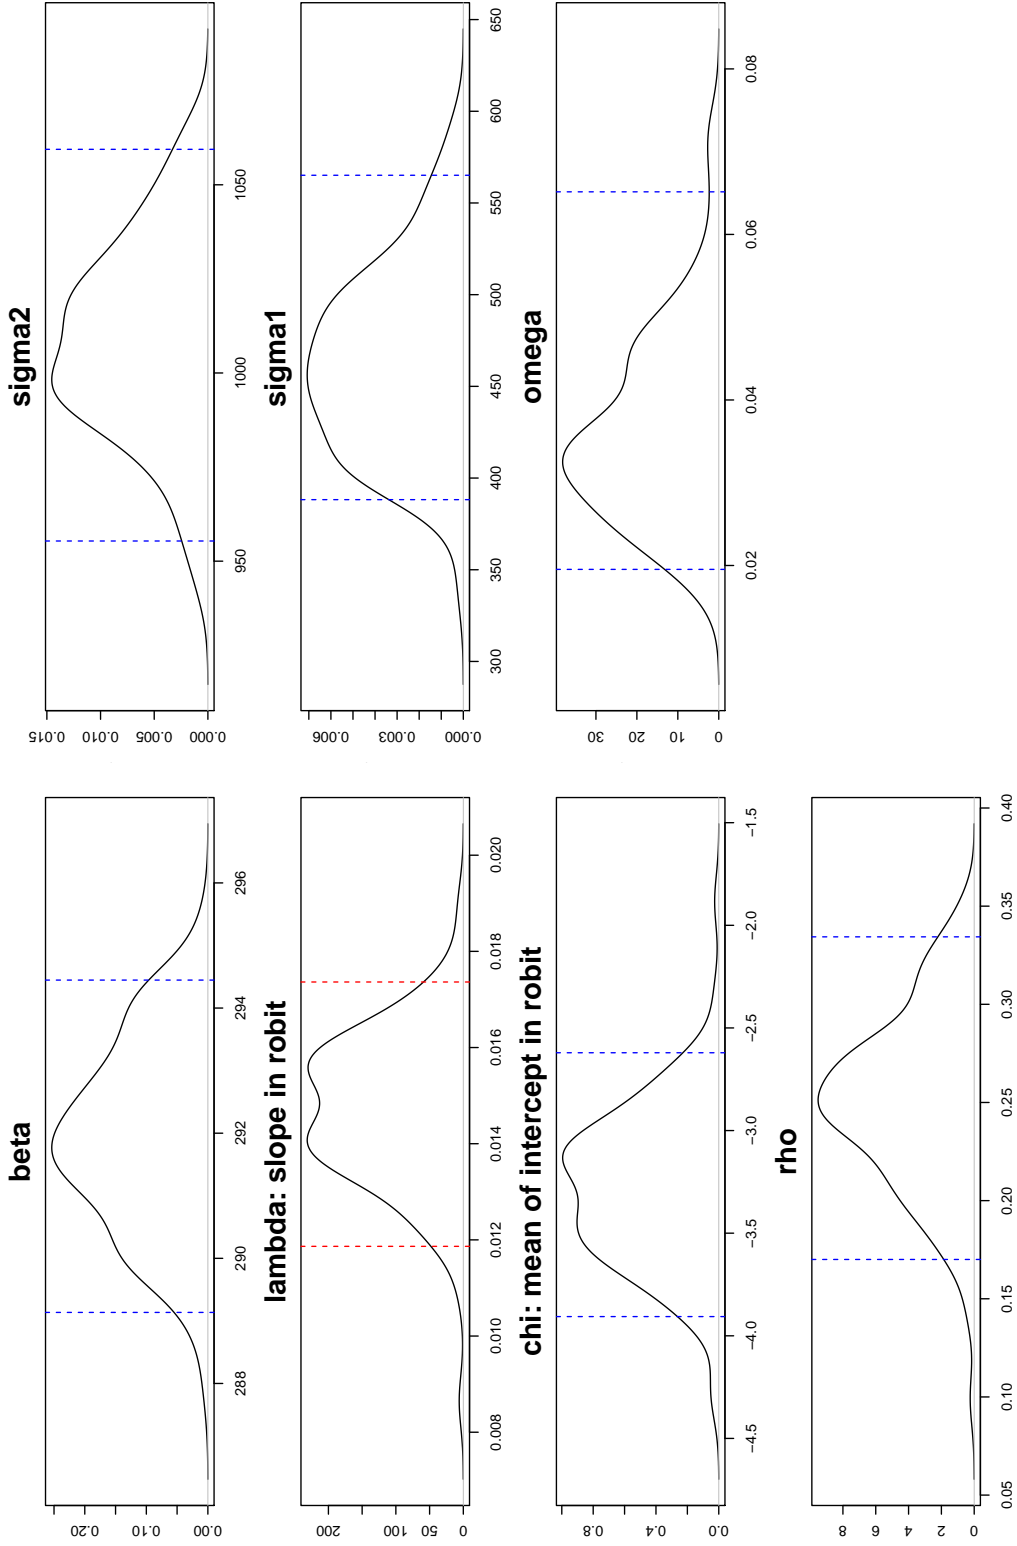 beta
0.00 0.10 0.20
288 290 292 294 296
sigma2
0.000 0.005 0.010 0.015
950 1000 1050
lambda: slope in robit
0 50 100 200
0.008 0.010 0.012 0.014 0.016 0.018 0.020
sigma1
0.000 0.003 0.006
300 350 400 450 500 550 600 650
chi: mean of intercept in robit
0.0 0.4 0.8
−4.5 −4.0 −3.5 −3.0 −2.5 −2.0 −1.5
omega
0 10 20 30
0.02 0.04 0.06 0.08
rho
0 2 4 6 8
0.05 0.10 0.15 0.20 0.25 0.30 0.35 0.40